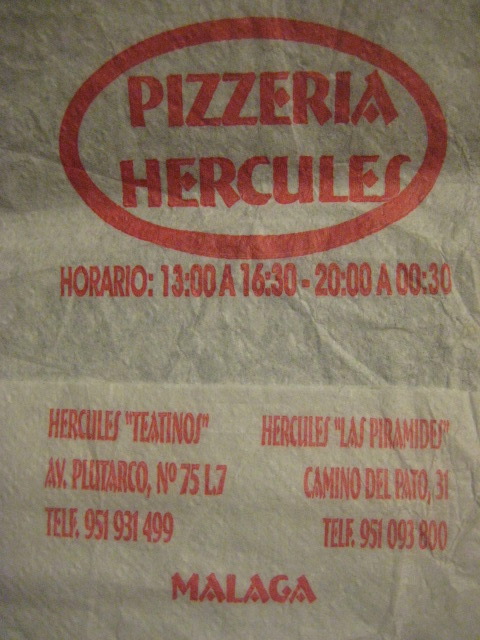 PIZZERIA
HERCULES
HORARIO: 13:00 A 16:30 - 20:00 A 00:30
HERCULES "TEATINOS"
AV. PLUTARCO, Nº 75 L.7
TELF. 951 931 499
HERCULES "LAS PIRAMIDES"
CAMINO DEL PATO, 31
TELF. 951 093 800
MALAGA